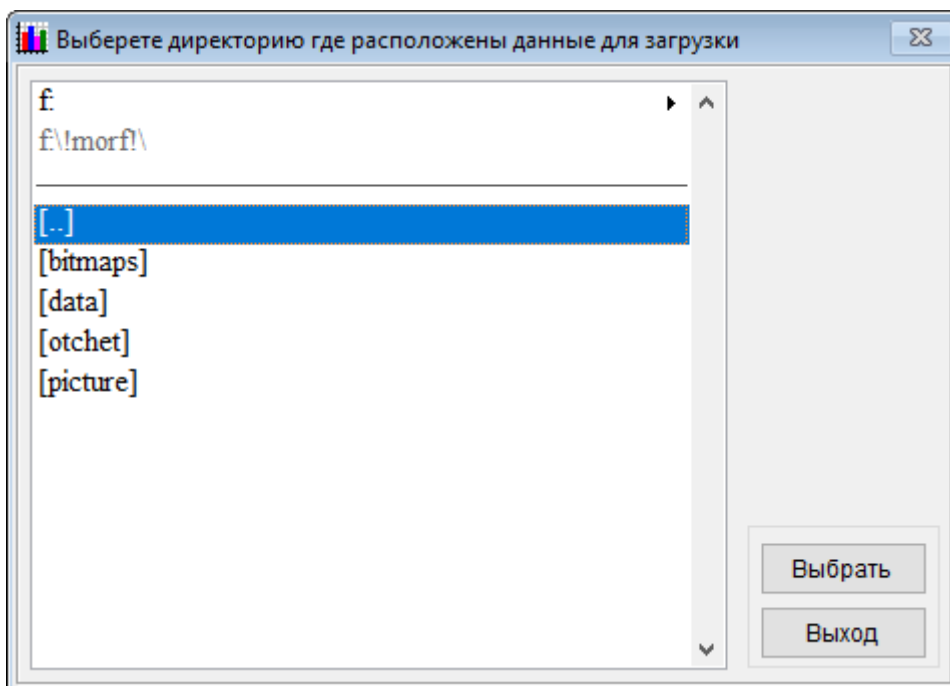 Выберете директорию где расположены данные для загрузки
f:
f:\!morf!\
[..]
[bitmaps]
[data]
[otchet]
[picture]
Выбрать
Выход